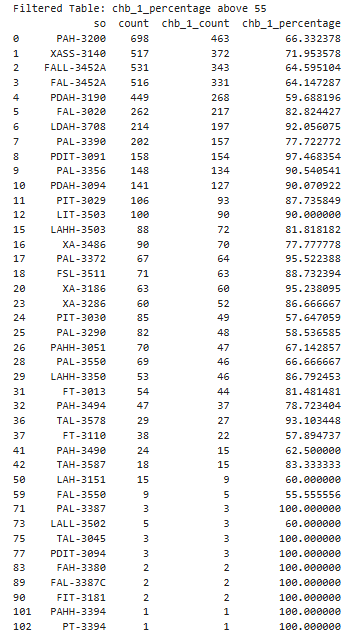 Filtered Table: chb_1_percentage above 55
so count chb_1_count chb_1_percentage
0 PAH-3200 698 463 66.332378
1 XASS-3140 517 372 71.953578
2 FALL-3452A 531 343 64.595104
3 FAL-3452A 516 331 64.147287
4 PDAH-3190 449 268 59.688196
5 FAL-3020 262 217 82.824427
6 LDAH-3708 214 197 92.056075
7 PAL-3390 202 157 77.722772
8 PDIT-3091 158 154 97.468354
9 PAL-3356 148 134 90.540541
10 PDAH-3094 141 127 90.070922
11 PIT-3029 106 93 87.735849
12 LIT-3503 100 90 90.000000
15 LAHH-3503 88 72 81.818182
16 XA-3486 90 70 77.777778
17 PAL-3372 67 64 95.522388
18 FSL-3511 71 63 88.732394
20 XA-3186 63 60 95.238095
23 XA-3286 60 52 86.666667
24 PIT-3030 85 49 57.647059
25 PAL-3290 82 48 58.536585
26 PAHH-3051 70 47 67.142857
28 PAL-3550 69 46 66.666667
29 LAHH-3350 53 46 86.792453
31 FT-3013 54 44 81.481481
32 PAH-3494 47 37 78.723404
36 TAL-3578 29 27 93.103448
37 FT-3110 38 22 57.894737
41 PAH-3490 24 15 62.500000
42 TAH-3587 18 15 83.333333
50 LAH-3151 15 9 60.000000
59 FAL-3550 9 5 55.555556
71 PAL-3387 3 3 100.000000
73 LALL-3502 5 3 60.000000
75 TAL-3045 3 3 100.000000
77 PDIT-3094 3 3 100.000000
83 FAH-3380 2 2 100.000000
89 FAL-3387C 2 2 100.000000
90 FIT-3181 2 2 100.000000
101 PAHH-3394 1 1 100.000000
102 PT-3394 1 1 100.000000